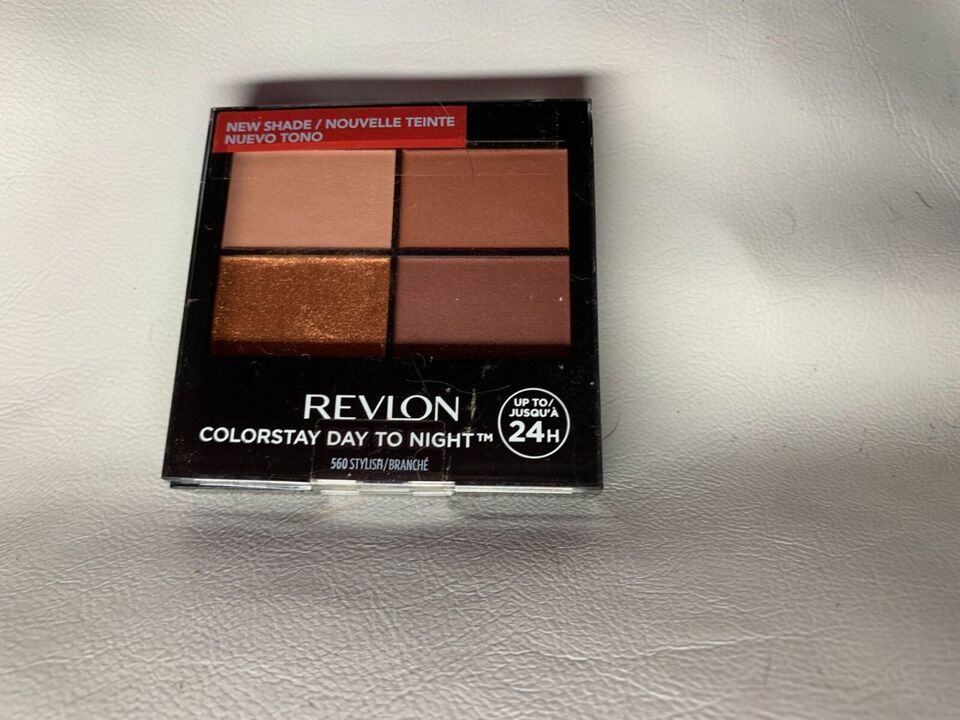 NEW SHADE / NOUVELLE TEINTE
NUEVO TONO
REVLON
COLORSTAY DAY TO NIGHT™
UP TO/
JUSQU'À
24H
560 STYLISH/BRANCHÉ